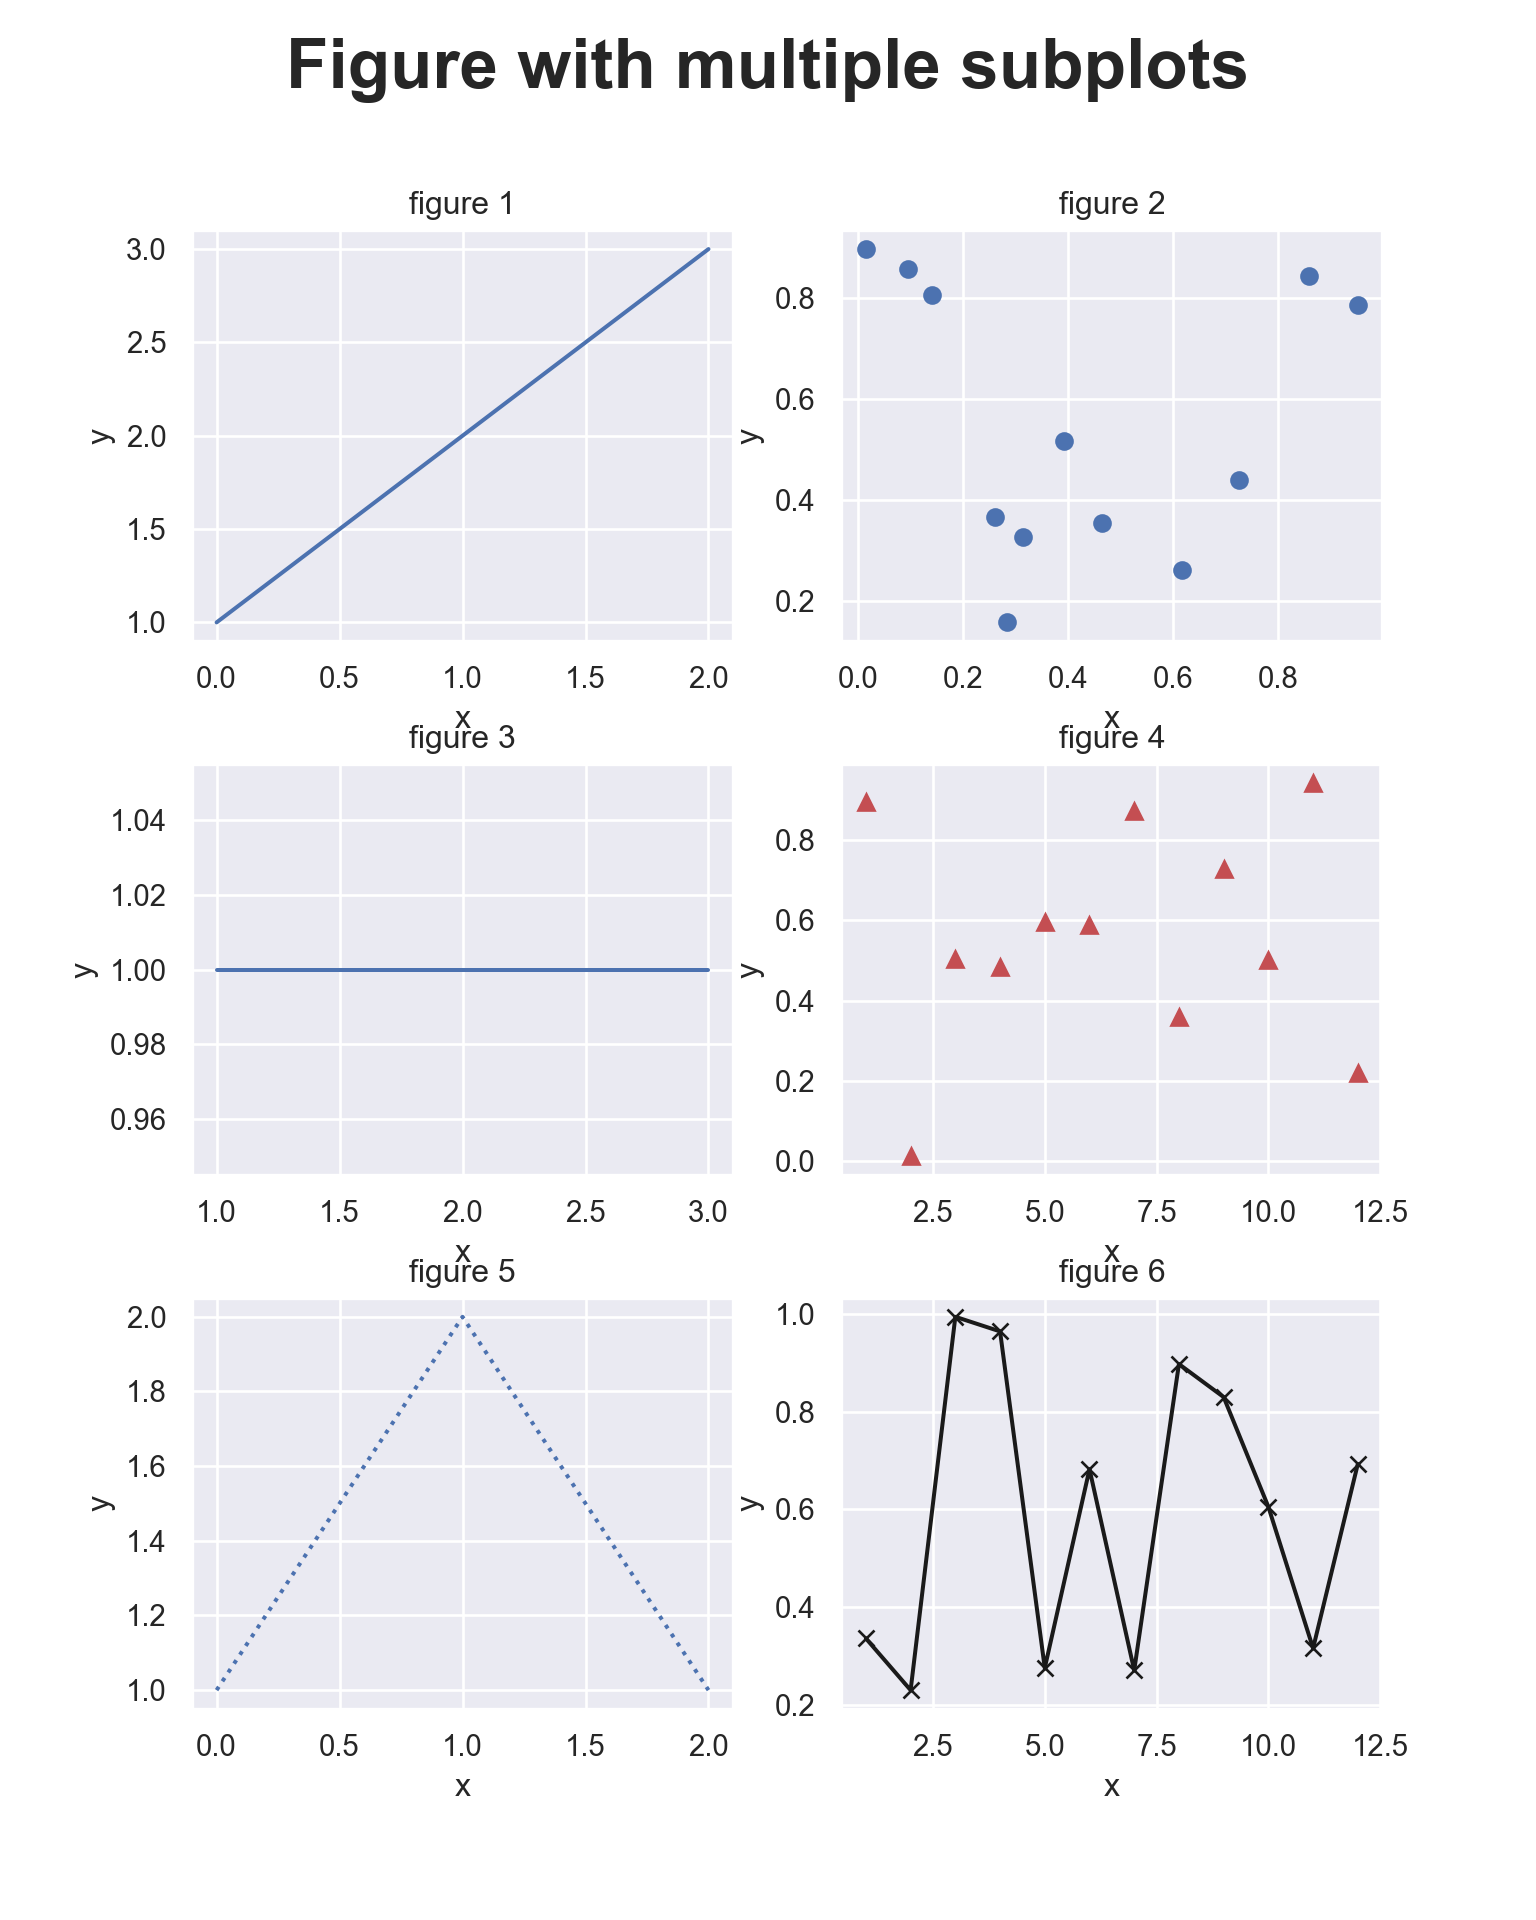 Figure with multiple subplots
figure 1
3.0
2.5
2.0
1.5
1.0
y
0.0 0.5 1.0 1.5 2.0
x
figure 2
0.8
0.6
0.4
0.2
y
0.0 0.2 0.4 0.6 0.8
x
figure 3
1.04
1.02
1.00
0.98
0.96
y
1.0 1.5 2.0 2.5 3.0
x
figure 4
0.8
0.6
0.4
0.2
0.0
y
2.5 5.0 7.5 10.0 12.5
x
figure 5
2.0
1.8
1.6
1.4
1.2
1.0
y
0.0 0.5 1.0 1.5 2.0
x
figure 6
1.0
0.8
0.6
0.4
0.2
y
2.5 5.0 7.5 10.0 12.5
x